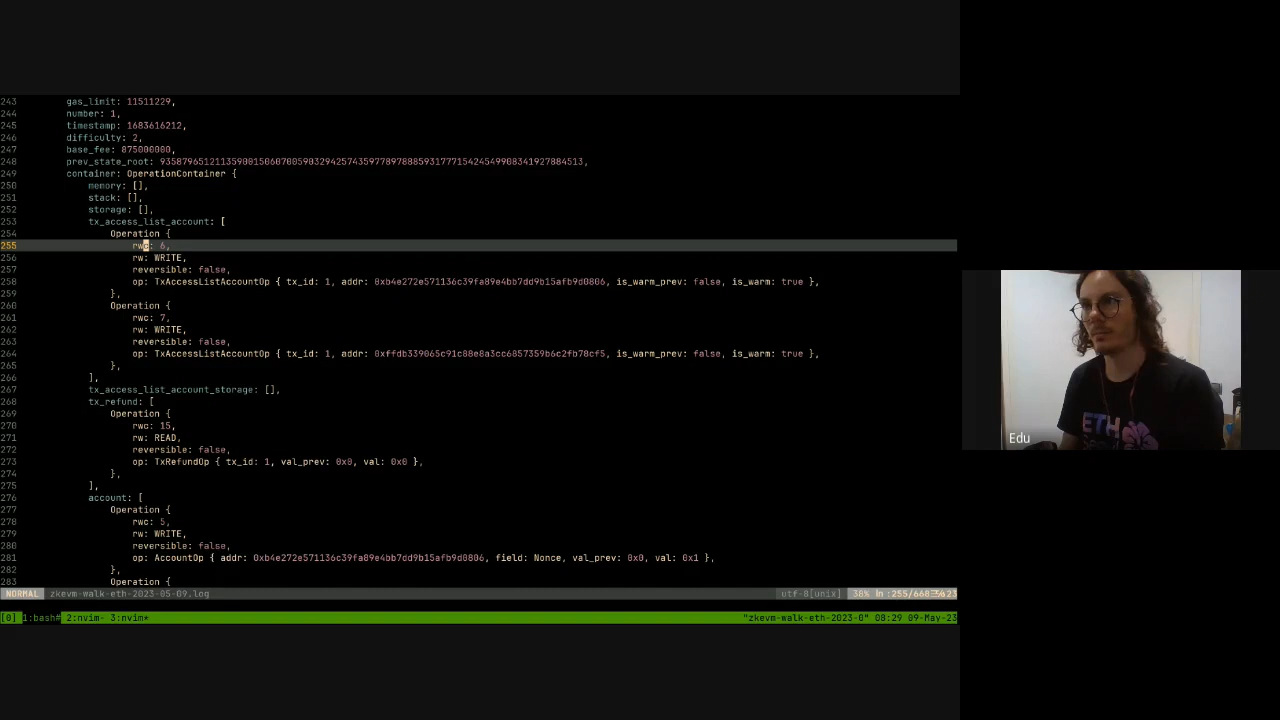 243 gas_limit: 11511229,
244 number: 1,
245 timestamp: 1683616212,
246 difficulty: 2,
247 base_fee: 875000000,
248 prev_state_root: 9358796512113590015060700590329425743597789788859317771542454990834192788451​3,
249 container: OperationContainer {
250 memory: [],
251 stack: [],
252 storage: [],
253 tx_access_list_account: [
254 Operation {
255 rwc: 6,
256 rw: WRITE,
257 reversible: false,
258 op: TxAccessListAccountOp { tx_id: 1, addr: 0xb4e272e571136c39fa89e4bb7dd9b15afb9d0806, is_warm_prev: false, is_warm: true },
259 },
260 Operation {
261 rwc: 7,
262 rw: WRITE,
263 reversible: false,
264 op: TxAccessListAccountOp { tx_id: 1, addr: 0xffdb339065c91c88e8a3cc6857359b6c2fb78cf5, is_warm_prev: false, is_warm: true },
265 },
266 ],
267 tx_access_list_account_storage: [],
268 tx_refund: [
269 Operation {
270 rwc: 15,
271 rw: READ,
272 reversible: false,
273 op: TxRefundOp { tx_id: 1, val_prev: 0x0, val: 0x0 },
274 },
275 ],
276 account: [
277 Operation {
278 rwc: 5,
279 rw: WRITE,
280 reversible: false,
281 op: AccountOp { addr: 0xb4e272e571136c39fa89e4bb7dd9b15afb9d0806, field: Nonce, val_prev: 0x0, val: 0x1 },
282 },
283 Operation {
NORMAL zkevm-walk-eth-2023-05-09.log utf-8[unix] 38% ln :255/668
[0] 1:bash# 2:nvim- 3:nvim* "zkevm-walk-eth-2023-0" 08:29 09-May-23
ETH
Edu